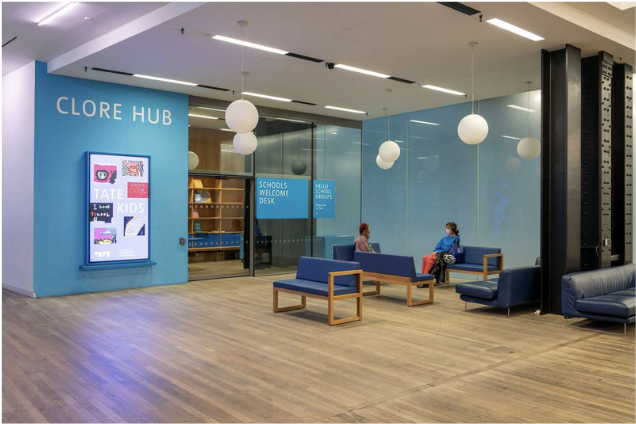 CLORE HUB
TATE
KIDS
SCHOOLS
WELCOME
DESK
HELLO
SCHOOL
GROUPS